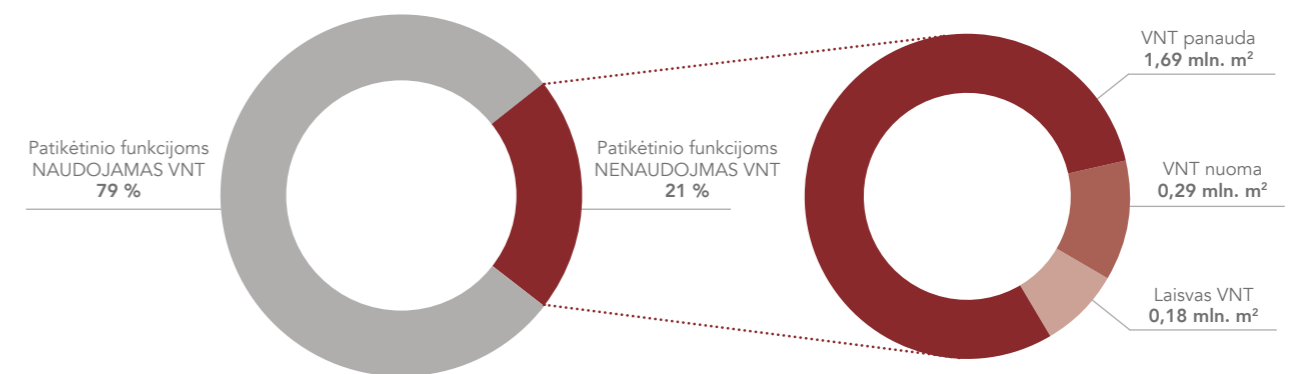 Patikėtinio funkcijoms
NAUDOJAMAS VNT
79 %
Patikėtinio funkcijoms
NENAUDOJMAS VNT
21 %
VNT panauda
1,69 mln. m²
VNT nuoma
0,29 mln. m²
Laisvas VNT
0,18 mln. m²